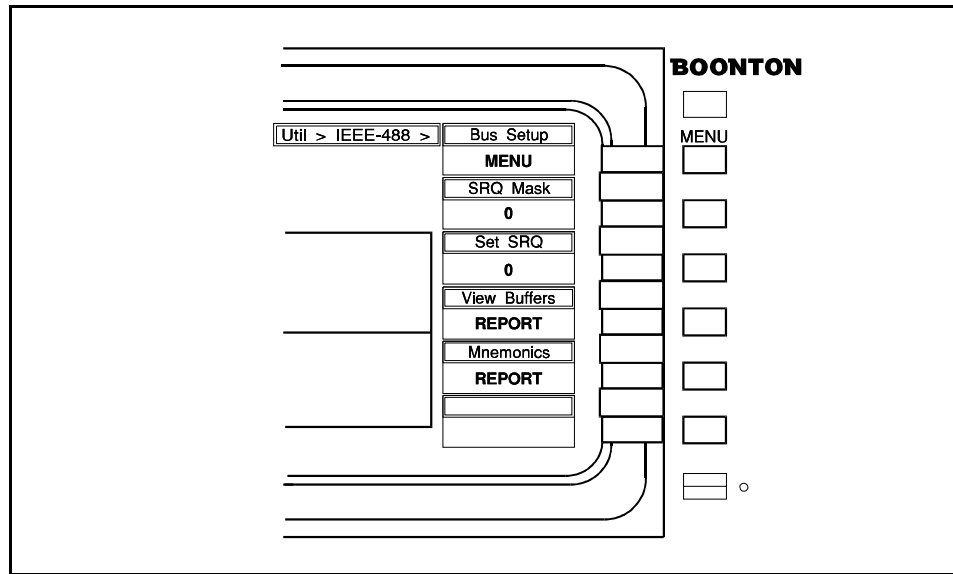 BOONTON
Util > IEEE-488 >
Bus Setup
MENU
MENU
SRQ Mask
0
Set SRQ
0
View Buffers
REPORT
Mnemonics
REPORT